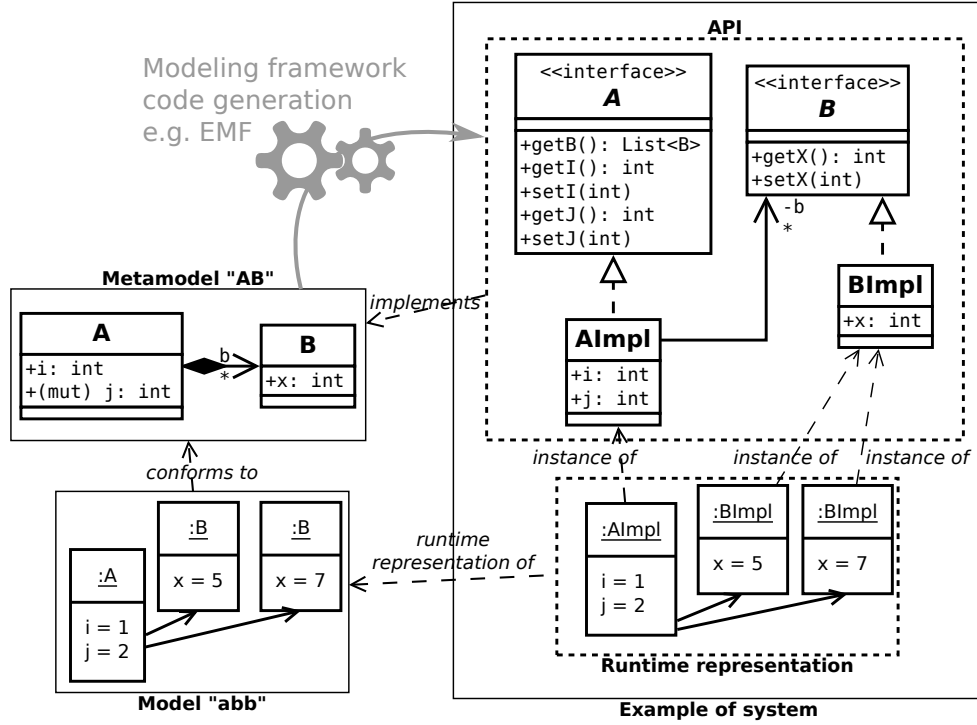 Modeling framework
code generation
e.g. EMF
API
<<interface>>
A
+getB(): List<B>
+getI(): int
+setI(int)
+getJ(): int
+setJ(int)
<<interface>>
B
+getX(): int
+setX(int)
-b
*
AImpl
+i: int
+j: int
BImpl
+x: int
Metamodel "AB"
A
+i: int
+(mut) j: int
b
*
B
+x: int
implements
conforms to
instance of
instance of
instance of
:A
i = 1
j = 2
:B
x = 5
:B
x = 7
Model "abb"
runtime
representation of
:AImpl
i = 1
j = 2
:BImpl
x = 5
:BImpl
x = 7
Runtime representation
Example of system